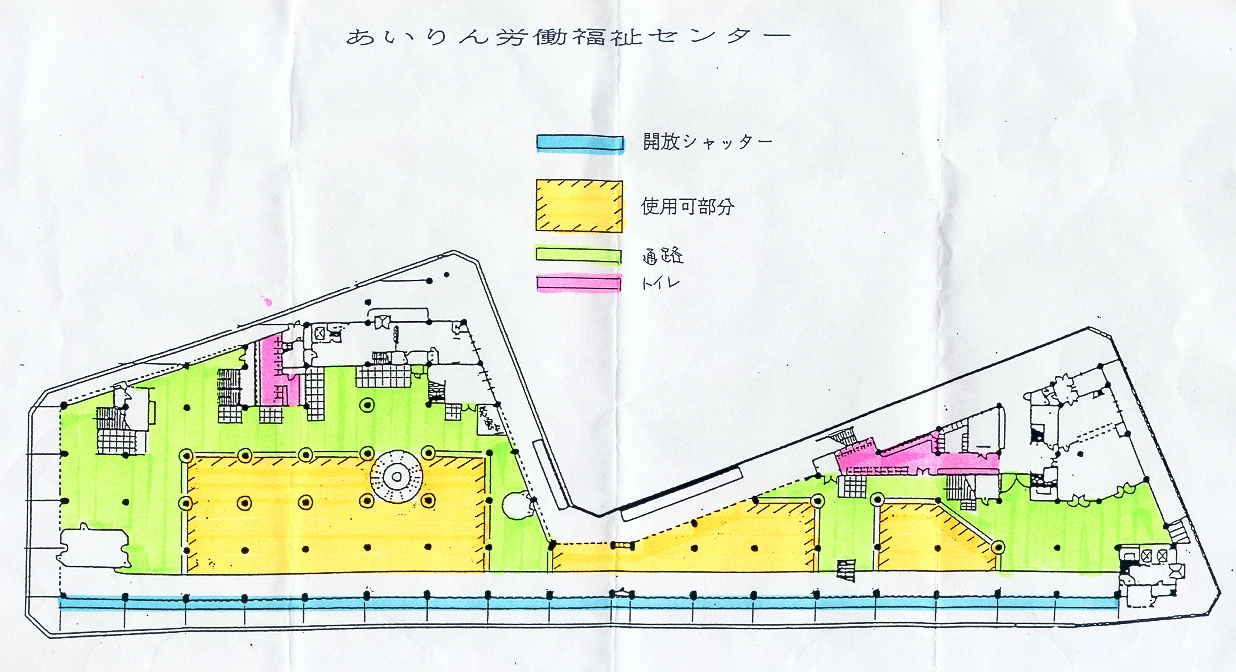 あいりん労働福祉センター
開放シャッター
使用可部分
通路
トイレ